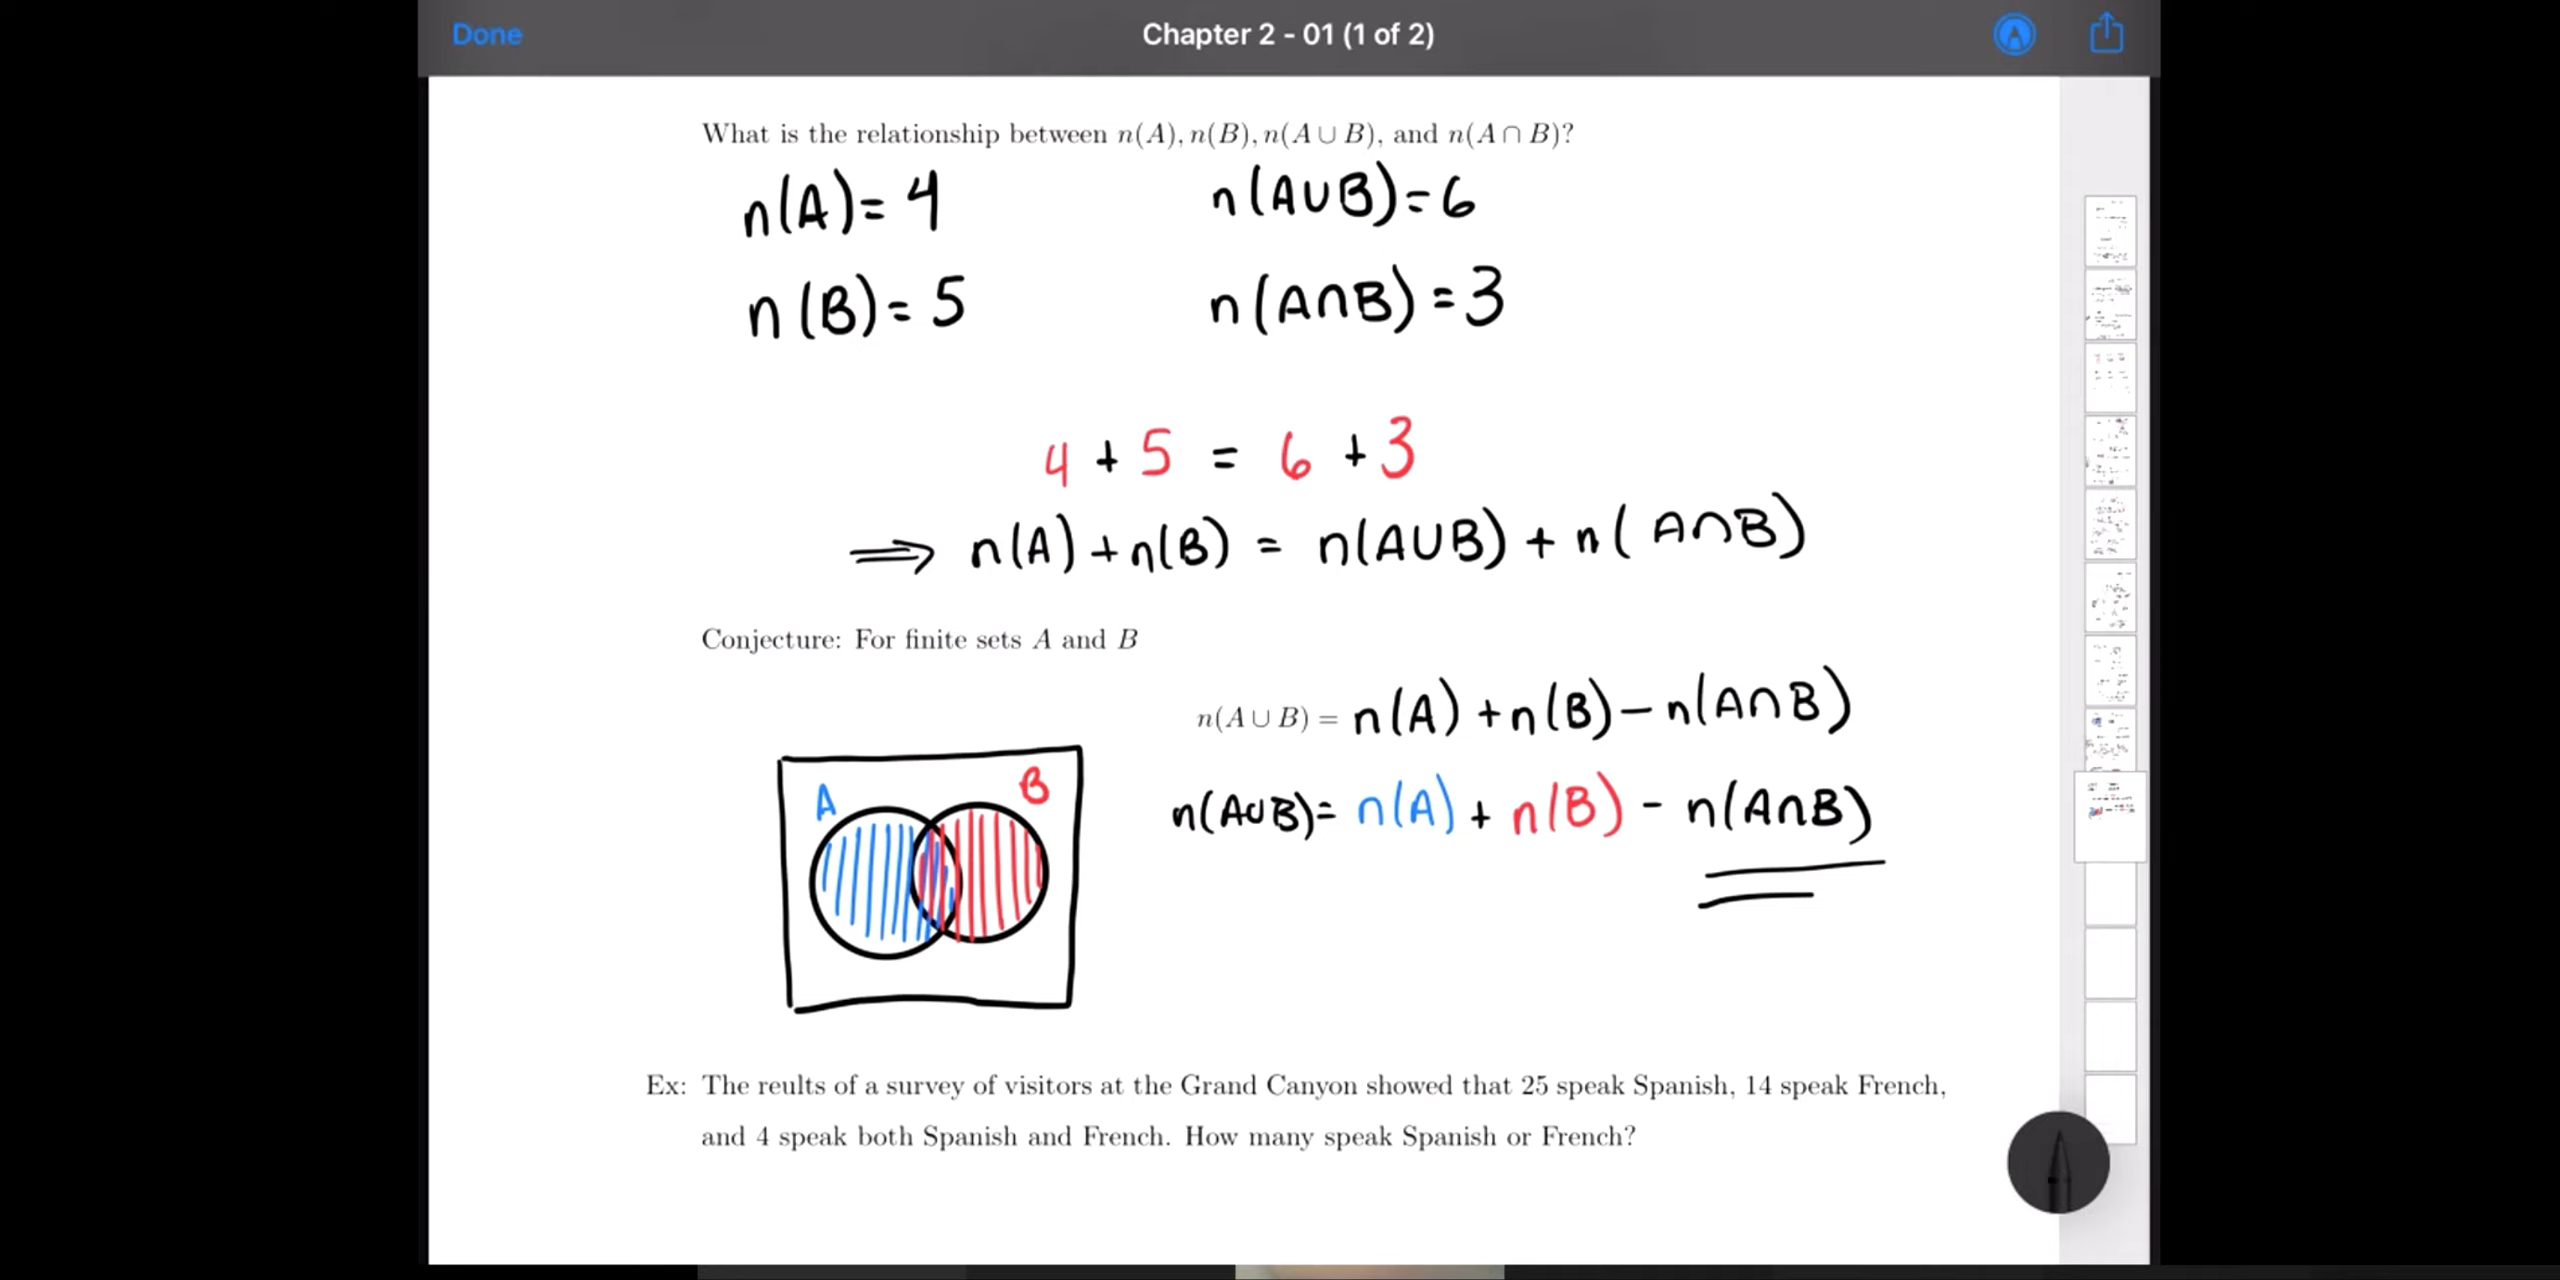 Done
Chapter 2 - 01 (1 of 2)
What is the relationship between n(A), n(B), n(A ∪ B), and n(A ∩ B)?
n(A) = 4
n(A∪B) = 6
n(B) = 5
n(A∩B) = 3
4 + 5 = 6 + 3
⟹ n(A) + n(B) = n(A∪B) + n(A∩B)
Conjecture: For finite sets A and B
n(A ∪ B) = n(A) + n(B) − n(A∩B)
A
B
n(A∪B) = n(A) + n(B) - n(A∩B)
Ex: The reults of a survey of visitors at the Grand Canyon showed that 25 speak Spanish, 14 speak French,
and 4 speak both Spanish and French. How many speak Spanish or French?